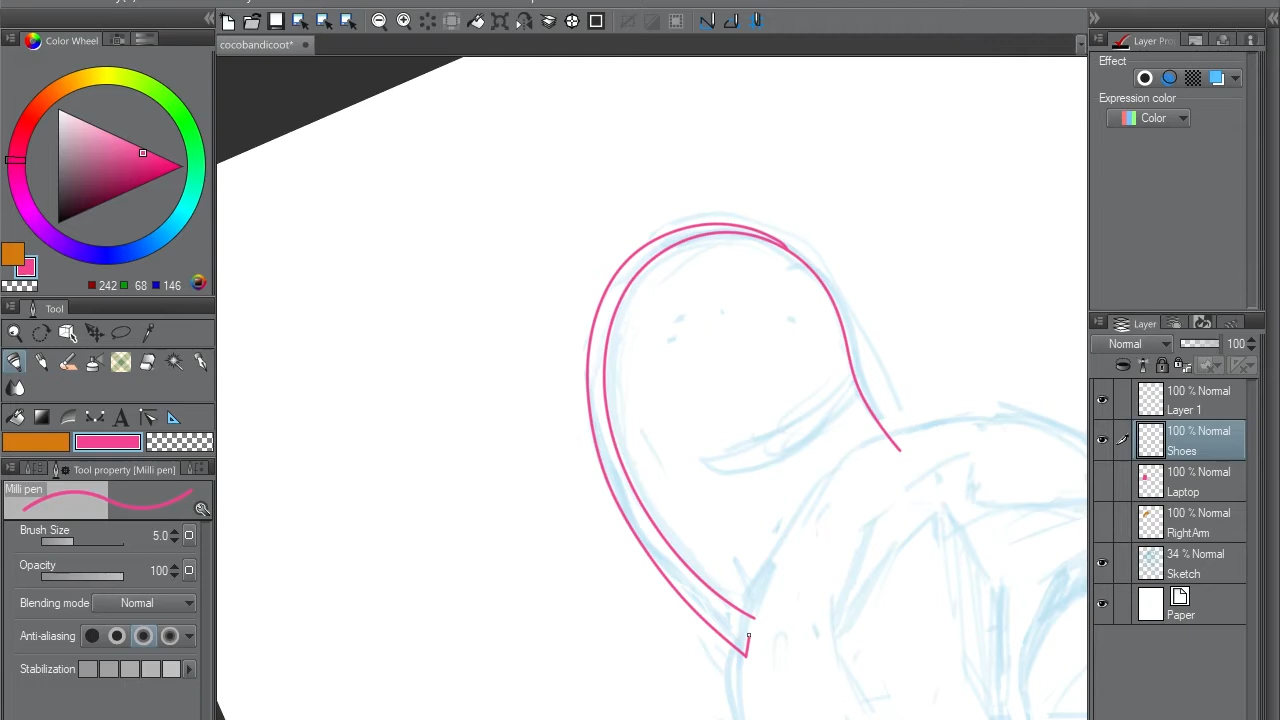 cocobandicoot*
Color Wheel
242 68 146
Tool
Tool property [Milli pen]
Milli pen
Brush Size 5.0
Opacity 100
Blending mode Normal
Anti-aliasing
Stabilization
Layer Pro
Effect
Expression color
Color
Layer
Normal 100
100 % Normal
Layer 1
100 % Normal
Shoes
100 % Normal
Laptop
100 % Normal
RightArm
34 % Normal
Sketch
Paper